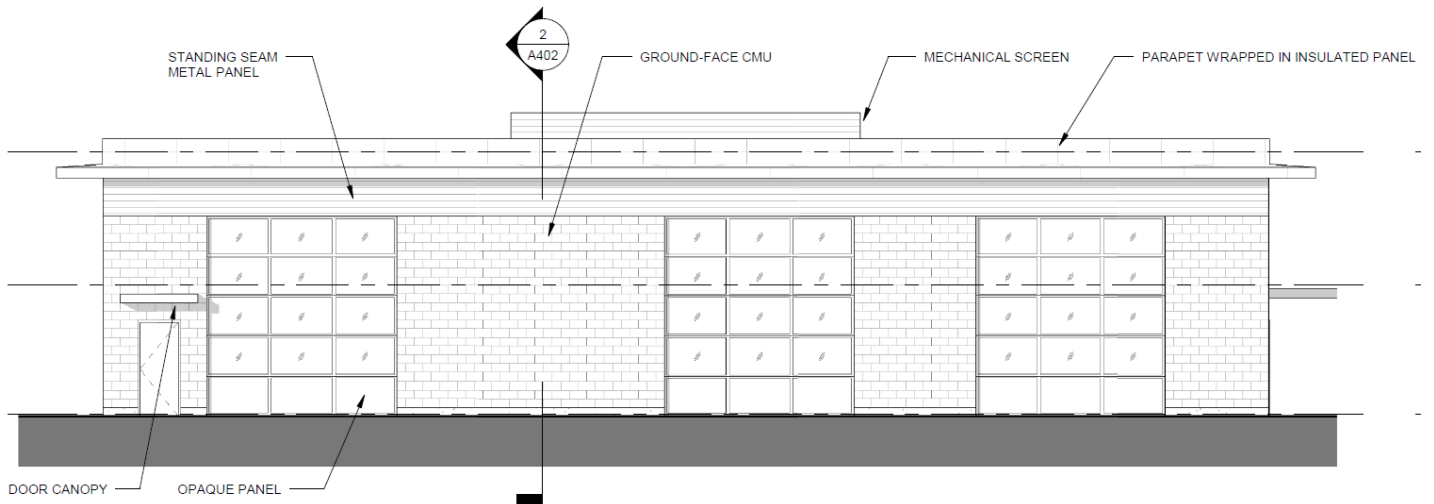 2
A402
STANDING SEAM
METAL PANEL
GROUND-FACE CMU
MECHANICAL SCREEN
PARAPET WRAPPED IN INSULATED PANEL
DOOR CANOPY
OPAQUE PANEL